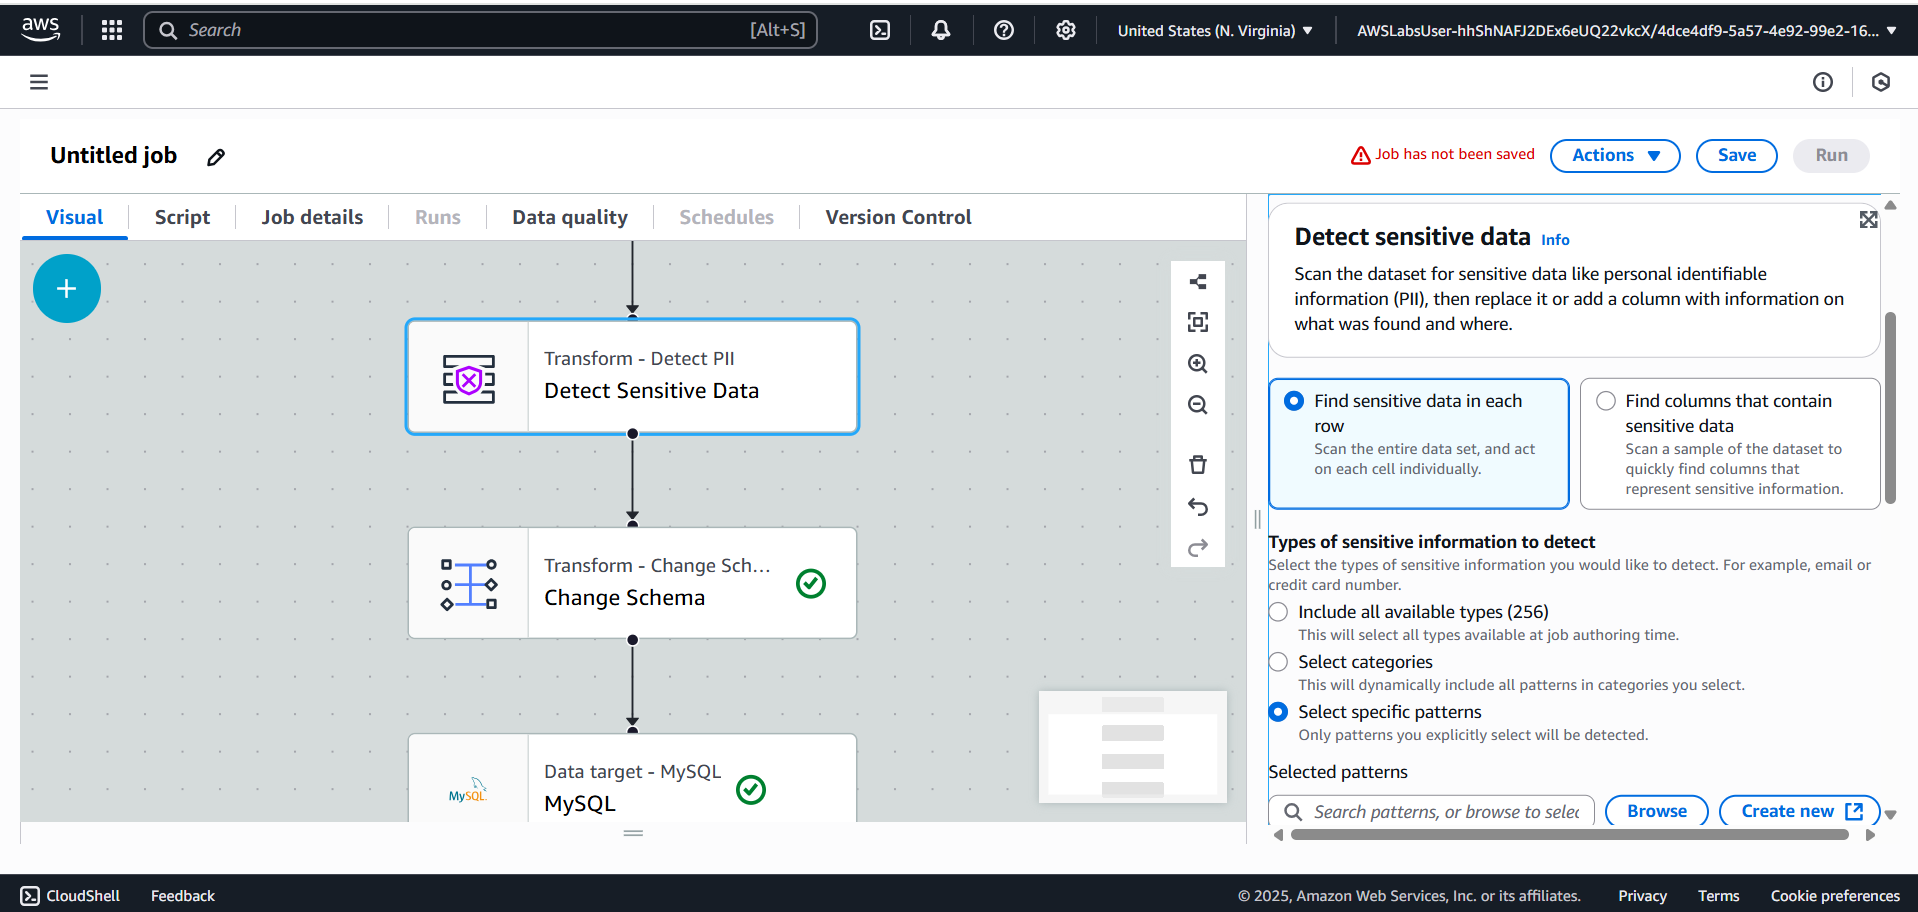 aws
Search
[Alt+S]
United States (N. Virginia)
AWSLabsUser-hhShNAFJ2DEx6eUQ22vkcX/4dce4df9-5a57-4e92-99e2-16...
Untitled job
Job has not been saved
Actions
Save
Run
Visual
Script
Job details
Runs
Data quality
Schedules
Version Control
Transform - Detect PII
Detect Sensitive Data
Transform - Change Sch...
Change Schema
MySQL
Data target - MySQL
MySQL
Detect sensitive data Info
Scan the dataset for sensitive data like personal identifiable
information (PII), then replace it or add a column with information on
what was found and where.
Find sensitive data in each
row
Scan the entire data set, and act
on each cell individually.
Find columns that contain
sensitive data
Scan a sample of the dataset to
quickly find columns that
represent sensitive information.
Types of sensitive information to detect
Select the types of sensitive information you would like to detect. For example, email or
credit card number.
Include all available types (256)
This will select all types available at job authoring time.
Select categories
This will dynamically include all patterns in categories you select.
Select specific patterns
Only patterns you explicitly select will be detected.
Selected patterns
Search patterns, or browse to selec
Browse
Create new
CloudShell
Feedback
© 2025, Amazon Web Services, Inc. or its affiliates.
Privacy
Terms
Cookie preferences